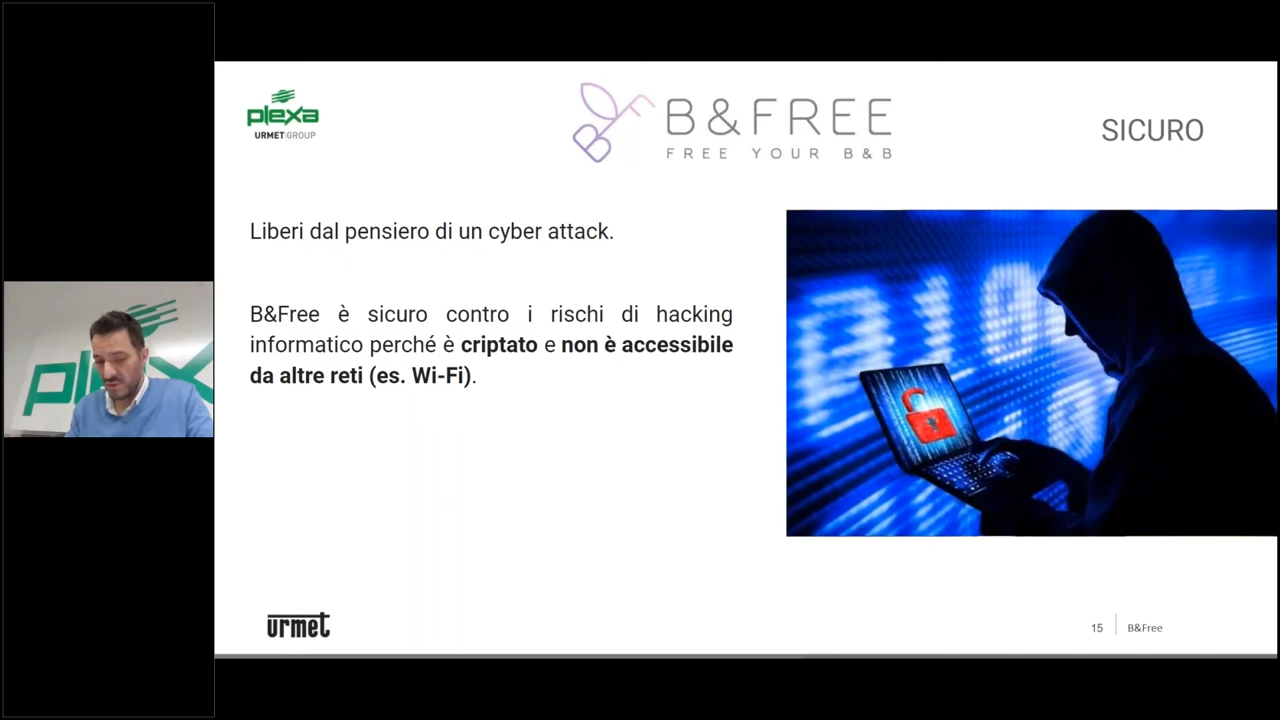 plexa
URMET GROUP
B&FREE
FREE YOUR B&B
SICURO
Liberi dal pensiero di un cyber attack.
B&Free è sicuro contro i rischi di hacking
informatico perché è criptato e non è accessibile
da altre reti (es. Wi-Fi).
urmet
15
B&Free